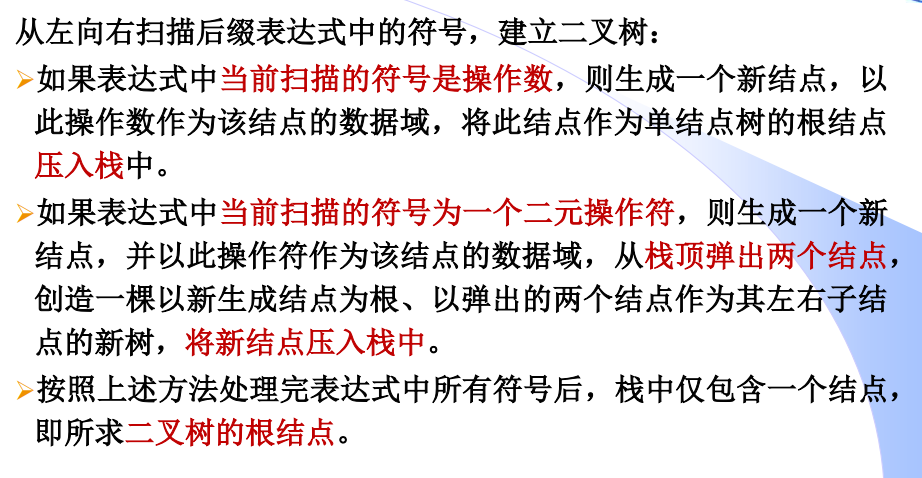 从左向右扫描后缀表达式中的符号，建立二叉树：
如果表达式中当前扫描的符号是操作数，则生成一个新结点，以
此操作数作为该结点的数据域，将此结点作为单结点树的根结点
压入栈中。
如果表达式中当前扫描的符号为一个二元操作符，则生成一个新
结点，并以此操作符作为该结点的数据域，从栈顶弹出两个结点，
创造一棵以新生成结点为根、以弹出的两个结点作为其左右子结
点的新树，将新结点压入栈中。
按照上述方法处理完表达式中所有符号后，栈中仅包含一个结点，
即所求二叉树的根结点。